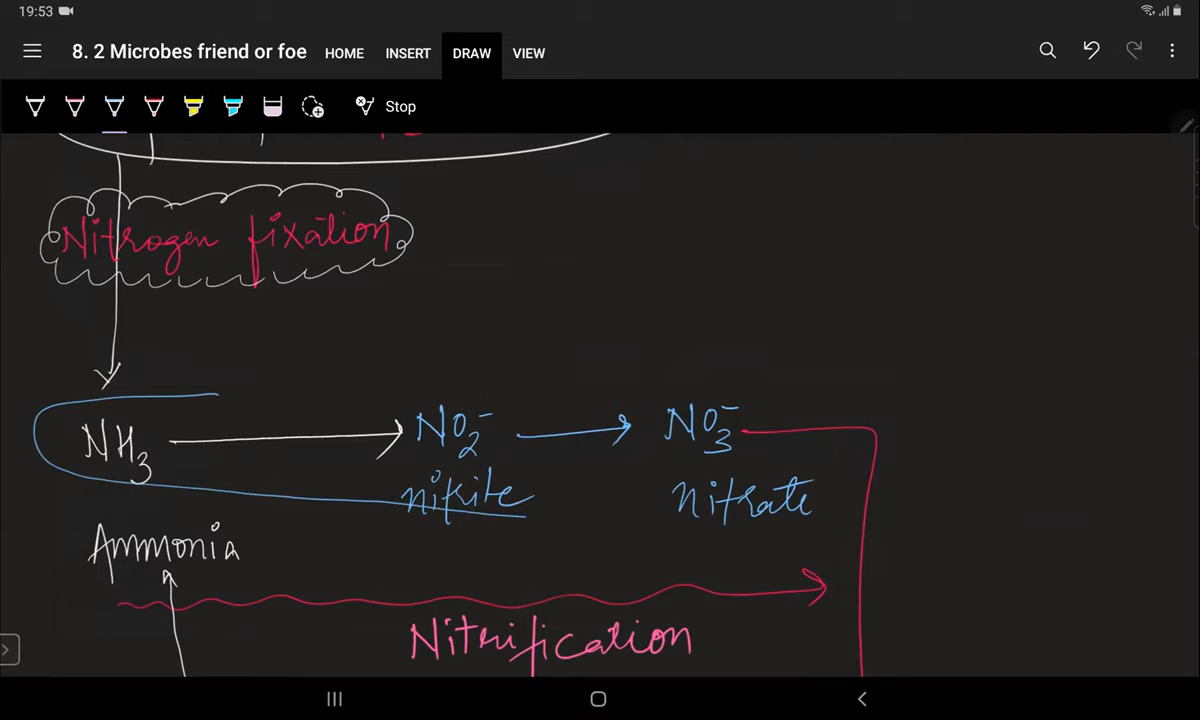 19:53
8. 2 Microbes friend or foe HOME INSERT DRAW VIEW
Stop
Nitrogen fixation
NH₃ → NO₂⁻ → NO₃⁻
nitrite nitrate
Ammonia
Nitrification